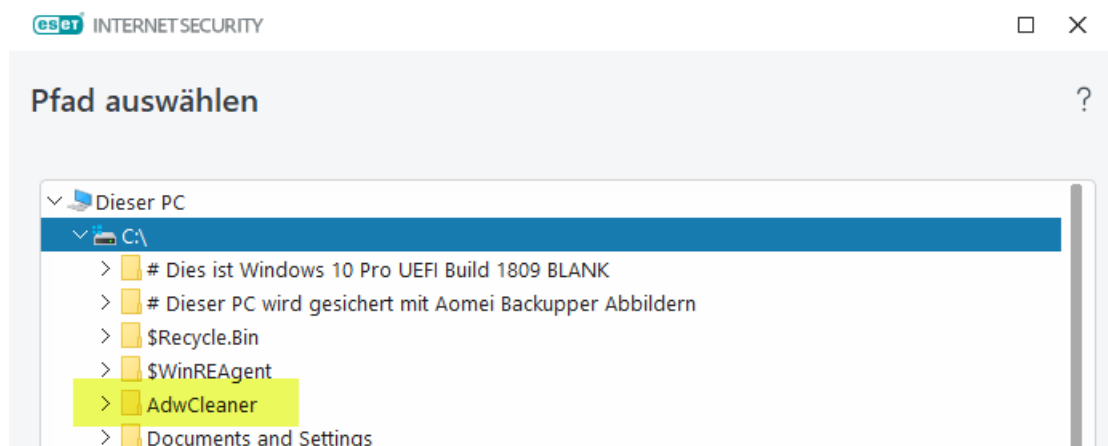 eset INTERNET SECURITY
Pfad auswählen
?
Dieser PC
C:\
# Dies ist Windows 10 Pro UEFI Build 1809 BLANK
# Dieser PC wird gesichert mit Aomei Backupper Abbildern
$Recycle.Bin
$WinREAgent
AdwCleaner
Documents and Settings